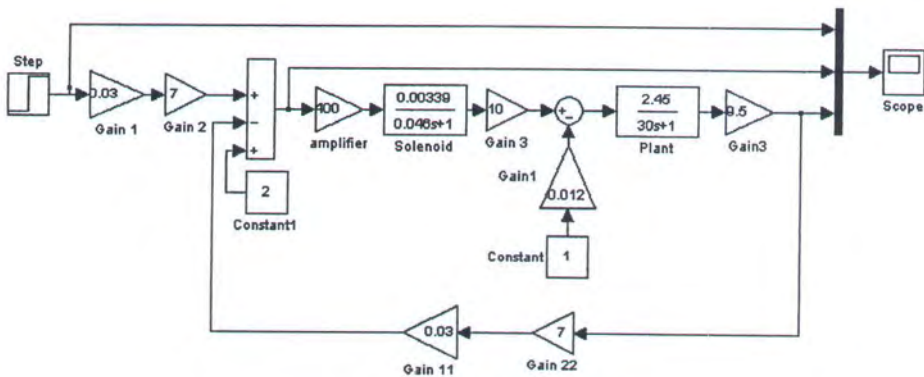 Step
0.03
Gain 1
7
Gain 2
+
−
+
2
Constant1
400
amplifier
0.00339
0.046s+1
Solenoid
10
Gain 3
+
−
Gain1
0.012
Constant
1
2.45
30s+1
Plant
9.5
Gain3
Scope
0.03
Gain 11
7
Gain 22